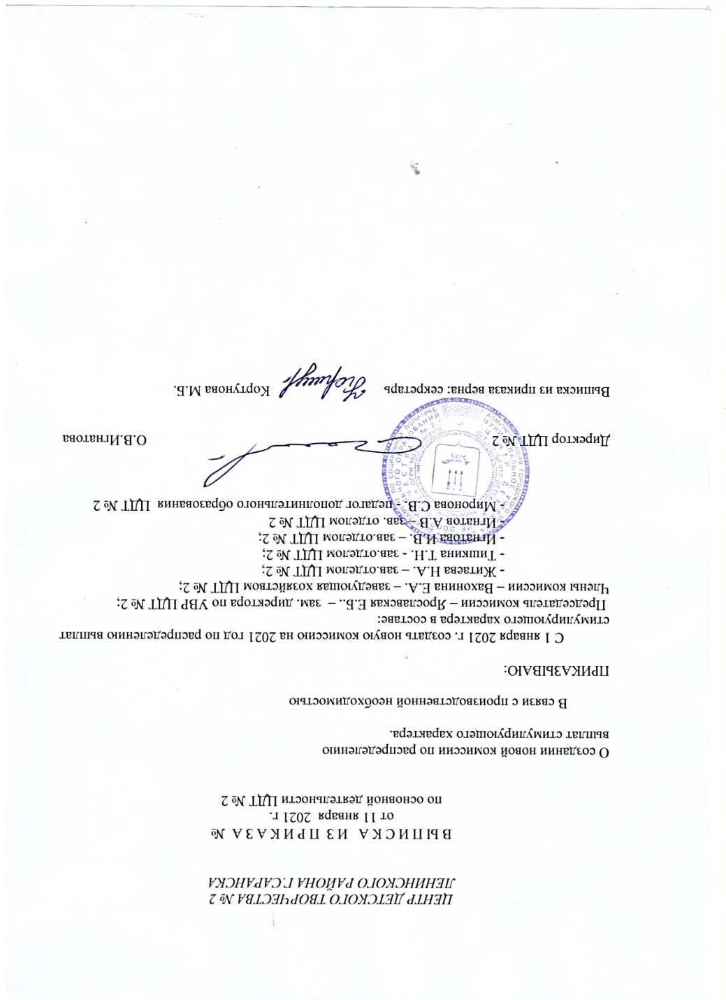 ЦЕНТР ДЕТСКОГО ТВОРЧЕСТВА № 2
ЛЕНИНСКОГО РАЙОНА Г.САРАНСКА
ВЫПИСКА ИЗ ПРИКАЗА №
от 11 января 2021 г.
по основной деятельности ЦДТ № 2
О создании новой комиссии по распределению
выплат стимулирующего характера.
В связи с производственной необходимостью
ПРИКАЗЫВАЮ:
С 1 января 2021 г. создать новую комиссию на 2021 год по распределению выплат
стимулирующего характера в составе:
Председатель комиссии – Ярославская Е.Б.. – зам. директора по УВР ЦДТ № 2;
Члены комиссии – Вахонина Е.А. – заведующая хозяйством ЦДТ № 2;
- Житаева Н.А. – зав.отделом ЦДТ № 2;
- Тишкина Т.Н. - зав.отделом ЦДТ № 2;
- Игнатова И.В. – зав.отделом ЦДТ № 2;
- Игнатов А.В – зав. отделом ЦДТ № 2
- Миронова С.В. - педагог дополнительного образования ЦДТ № 2
Директор ЦДТ № 2 О.В.Игнатова
Выписка из приказа верна: секретарь Кортунова М.Б.